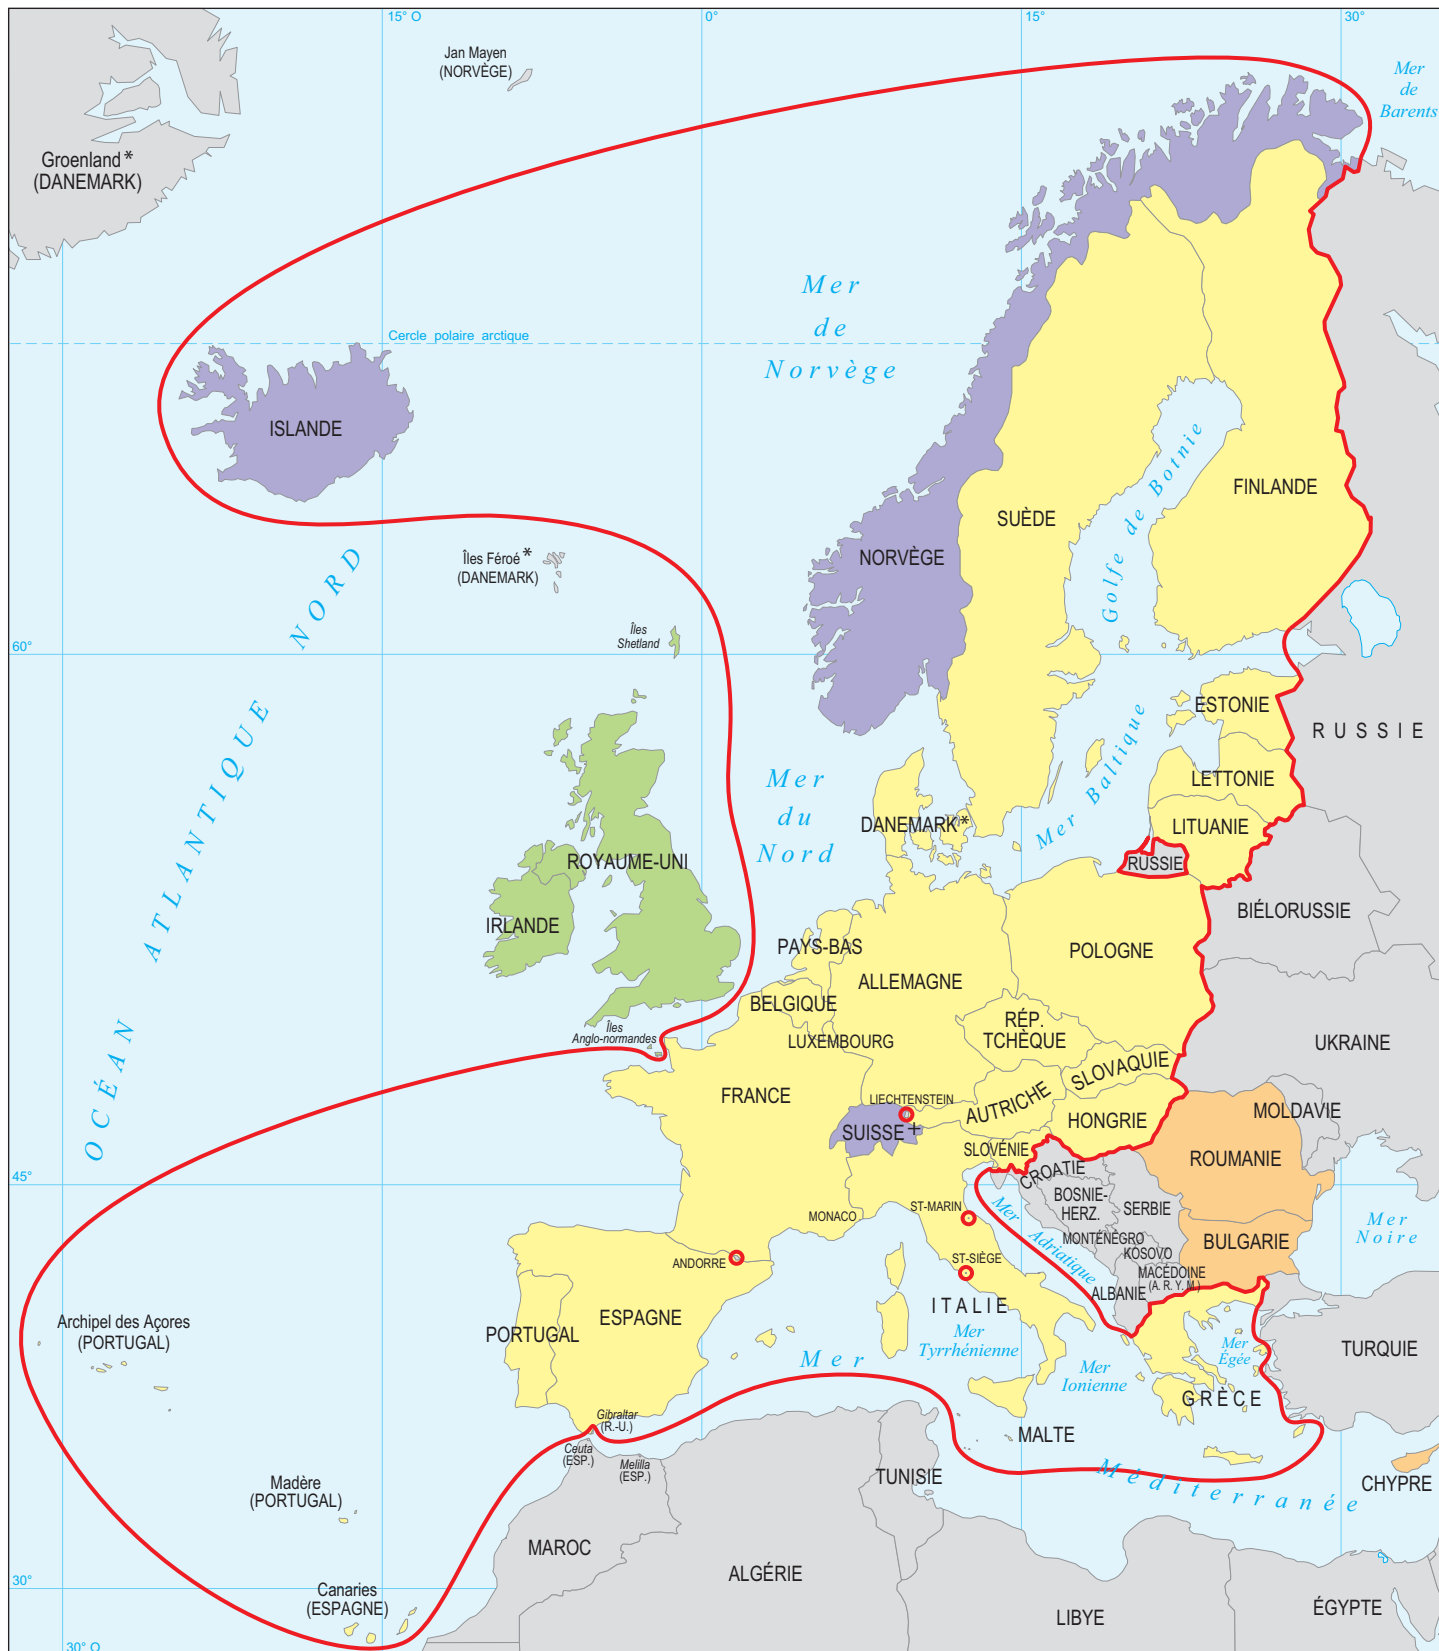 15° O
0°
15°
30°
Jan Mayen
(NORVÈGE)
Mer
de
Barents
Groenland *
(DANEMARK)
Mer
de
Norvège
Cercle polaire arctique
ISLANDE
Golfe de Botnie
FINLANDE
SUÈDE
NORVÈGE
Îles Féroé *
(DANEMARK)
Îles
Shetland
60°
OCÉAN ATLANTIQUE NORD
ESTONIE
RUSSIE
Mer Baltique
LETTONIE
Mer
du
Nord
DANEMARK*
LITUANIE
RUSSIE
ROYAUME-UNI
IRLANDE
BIÉLORUSSIE
PAYS-BAS
POLOGNE
ALLEMAGNE
BELGIQUE
RÉP.
TCHÈQUE
Îles
Anglo-normandes
LUXEMBOURG
UKRAINE
SLOVAQUIE
FRANCE
LIECHTENSTEIN
AUTRICHE
HONGRIE
MOLDAVIE
SUISSE +
SLOVÉNIE
ROUMANIE
45°
CROATIE
BOSNIE-
HERZ.
SERBIE
MONACO
ST-MARIN
Mer Adriatique
Mer
Noire
MONTÉNÉGRO
KOSOVO
BULGARIE
ANDORRE
ST-SIÈGE
MACÉDOINE
(A. R. Y. M.)
ALBANIE
ITALIE
Archipel des Açores
(PORTUGAL)
PORTUGAL
ESPAGNE
Mer
Tyrrhénienne
Mer
Égée
TURQUIE
Mer Méditerranée
Mer
Ionienne
GRÈCE
Gibraltar
(R.-U.)
MALTE
Ceuta
(ESP.)
Melilla
(ESP.)
TUNISIE
CHYPRE
Madère
(PORTUGAL)
MAROC
ALGÉRIE
30°
Canaries
(ESPAGNE)
LIBYE
ÉGYPTE
30° O